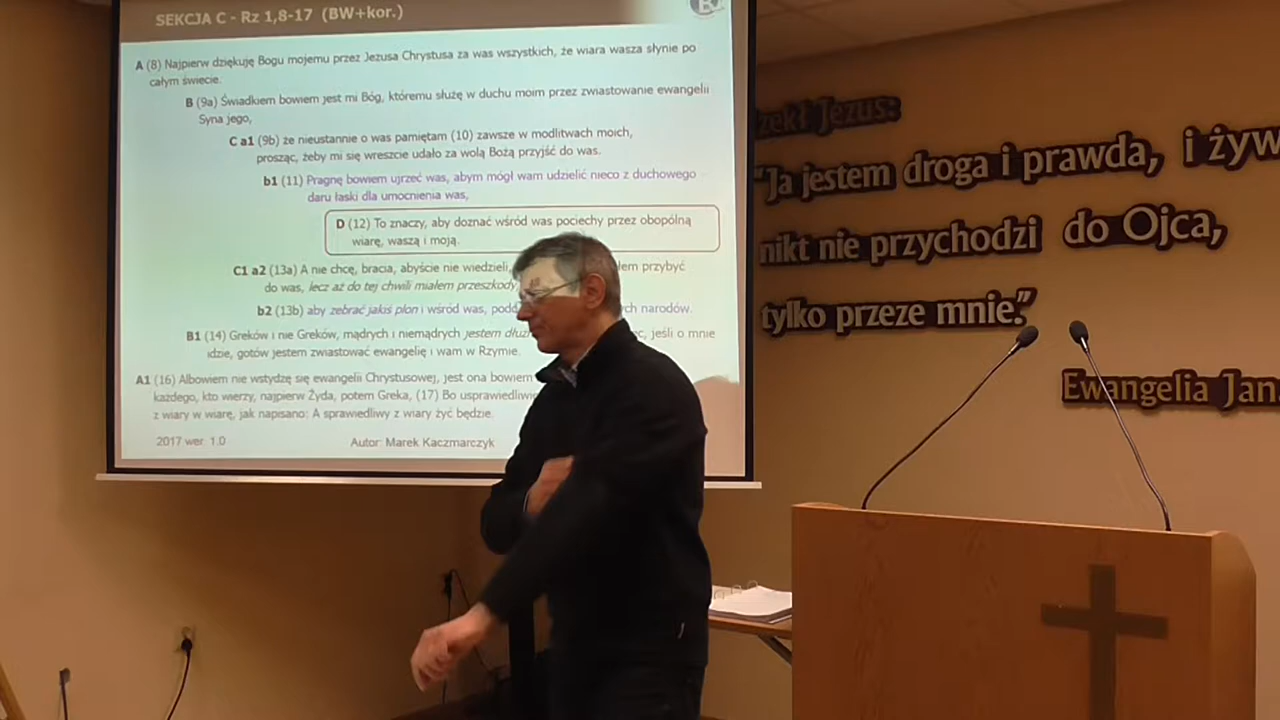 SEKCJA C - Rz 1,8-17 (BW+kor.)
A (8) Najpierw dziękuję Bogu mojemu przez Jezusa Chrystusa za was wszystkich, że wiara wasza słynie po
całym świecie.
B (9a) Świadkiem bowiem jest mi Bóg, któremu służę w duchu moim przez zwiastowanie ewangelii
Syna jego,
C a1 (9b) że nieustannie o was pamiętam (10) zawsze w modlitwach moich,
prosząc, żeby mi się wreszcie udało za wolą Bożą przyjść do was.
b1 (11) Pragnę bowiem ujrzeć was, abym mógł wam udzielić nieco z duchowego
daru łaski dla umocnienia was,
D (12) To znaczy, aby doznać wśród was pociechy przez obopólną
wiarę, waszą i moją.
C1 a2 (13a) A nie chcę, bracia, abyście nie wiedzieli, łem przybyć
do was, lecz aż do tej chwili miałem przeszkody
b2 (13b) aby zebrać jakiś plon i wśród was, podo ch narodów.
B1 (14) Greków i nie Greków, mądrych i niemądrych jestem dłuż c, jeśli o mnie
idzie, gotów jestem zwiastować ewangelię i wam w Rzymie.
A1 (16) Albowiem nie wstydzę się ewangelii Chrystusowej, jest ona bowiem
każdego, kto wierzy, najpierw Żyda, potem Greka, (17) Bo usprawiedliwie
z wiary w wiarę, jak napisano: A sprawiedliwy z wiary żyć będzie.
2017 wer. 1.0 Autor: Marek Kaczmarczyk
zekł Jezus:
"Ja jestem droga i prawda, i żyw
nikt nie przychodzi do Ojca,
tylko przeze mnie."
Ewangelia Jan